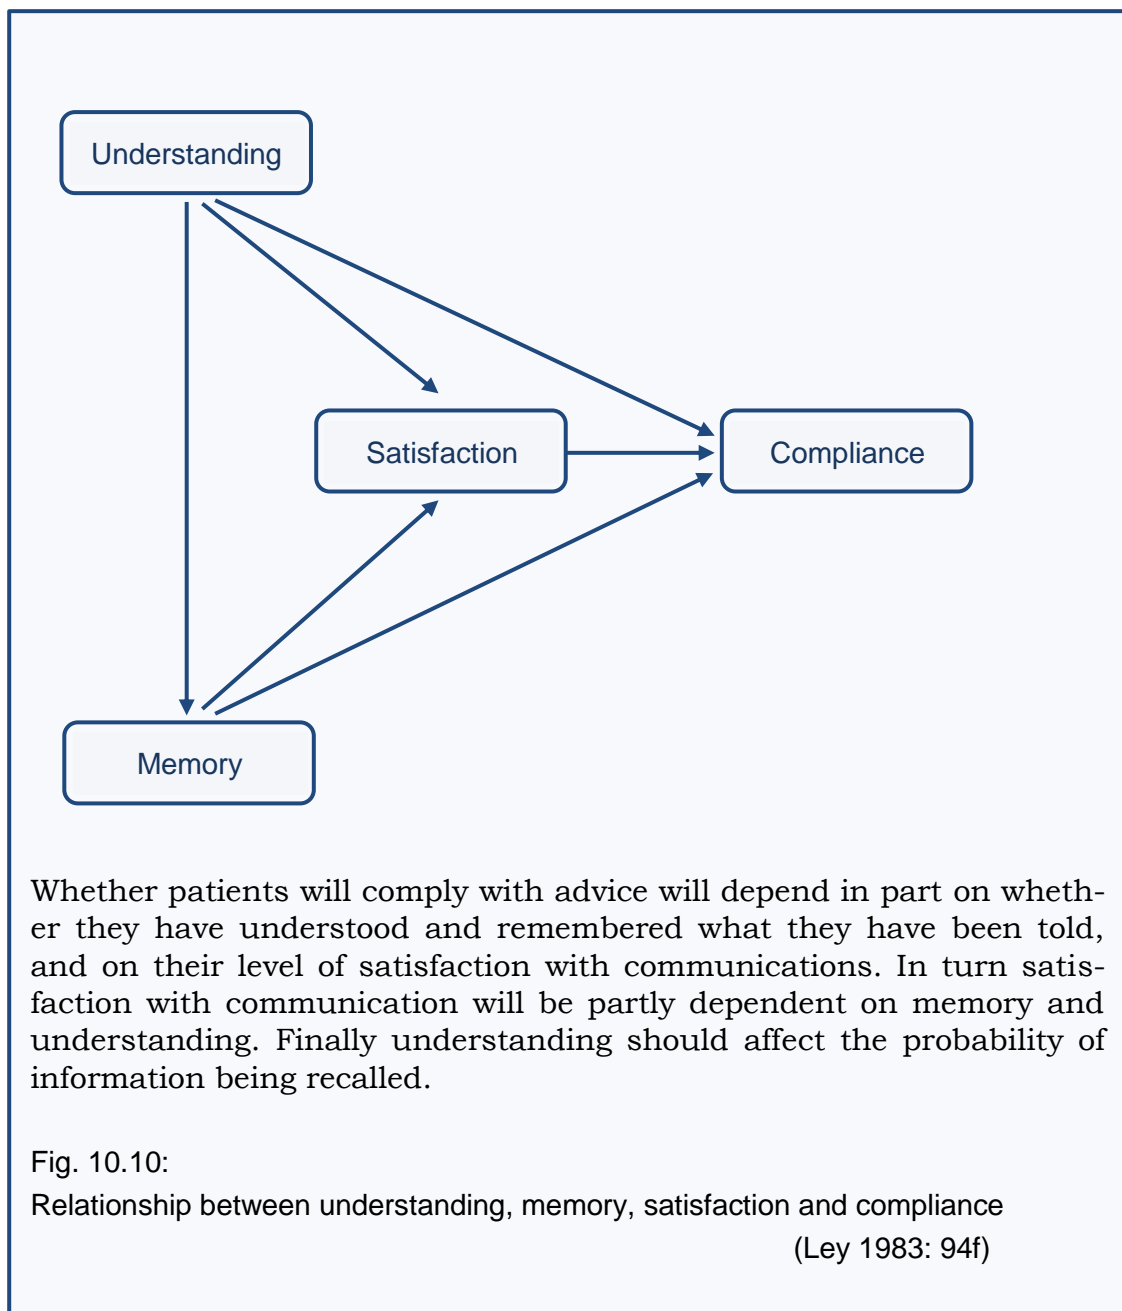 Understanding
Satisfaction
Compliance
Memory
Whether patients will comply with advice will depend in part on wheth-
er they have understood and remembered what they have been told,
and on their level of satisfaction with communications. In turn satis-
faction with communication will be partly dependent on memory and
understanding. Finally understanding should affect the probability of
information being recalled.
Fig. 10.10:
Relationship between understanding, memory, satisfaction and compliance
(Ley 1983: 94f)